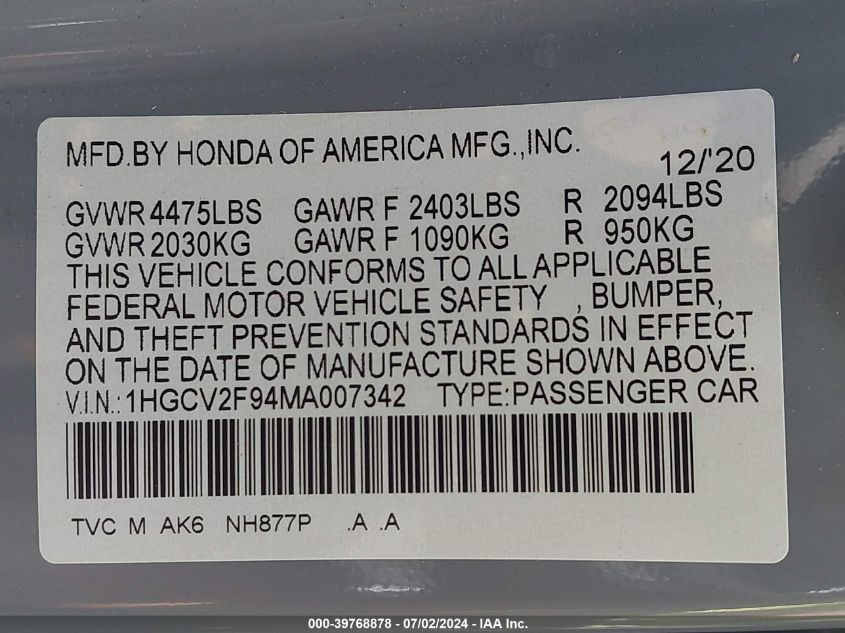 MFD.BY HONDA OF AMERICA MFG.,INC.
12/'20
GVWR 4475LBS GAWR F 2403LBS R 2094LBS
GVWR 2030KG GAWR F 1090KG R 950KG
THIS VEHICLE CONFORMS TO ALL APPLICABLE
FEDERAL MOTOR VEHICLE SAFETY , BUMPER,
AND THEFT PREVENTION STANDARDS IN EFFECT
ON THE DATE OF MANUFACTURE SHOWN ABOVE.
V.I.N.: 1HGCV2F94MA007342 TYPE:PASSENGER CAR
TVC M AK6 NH877P .A .A
000-39768878 - 07/02/2024 - IAA Inc.